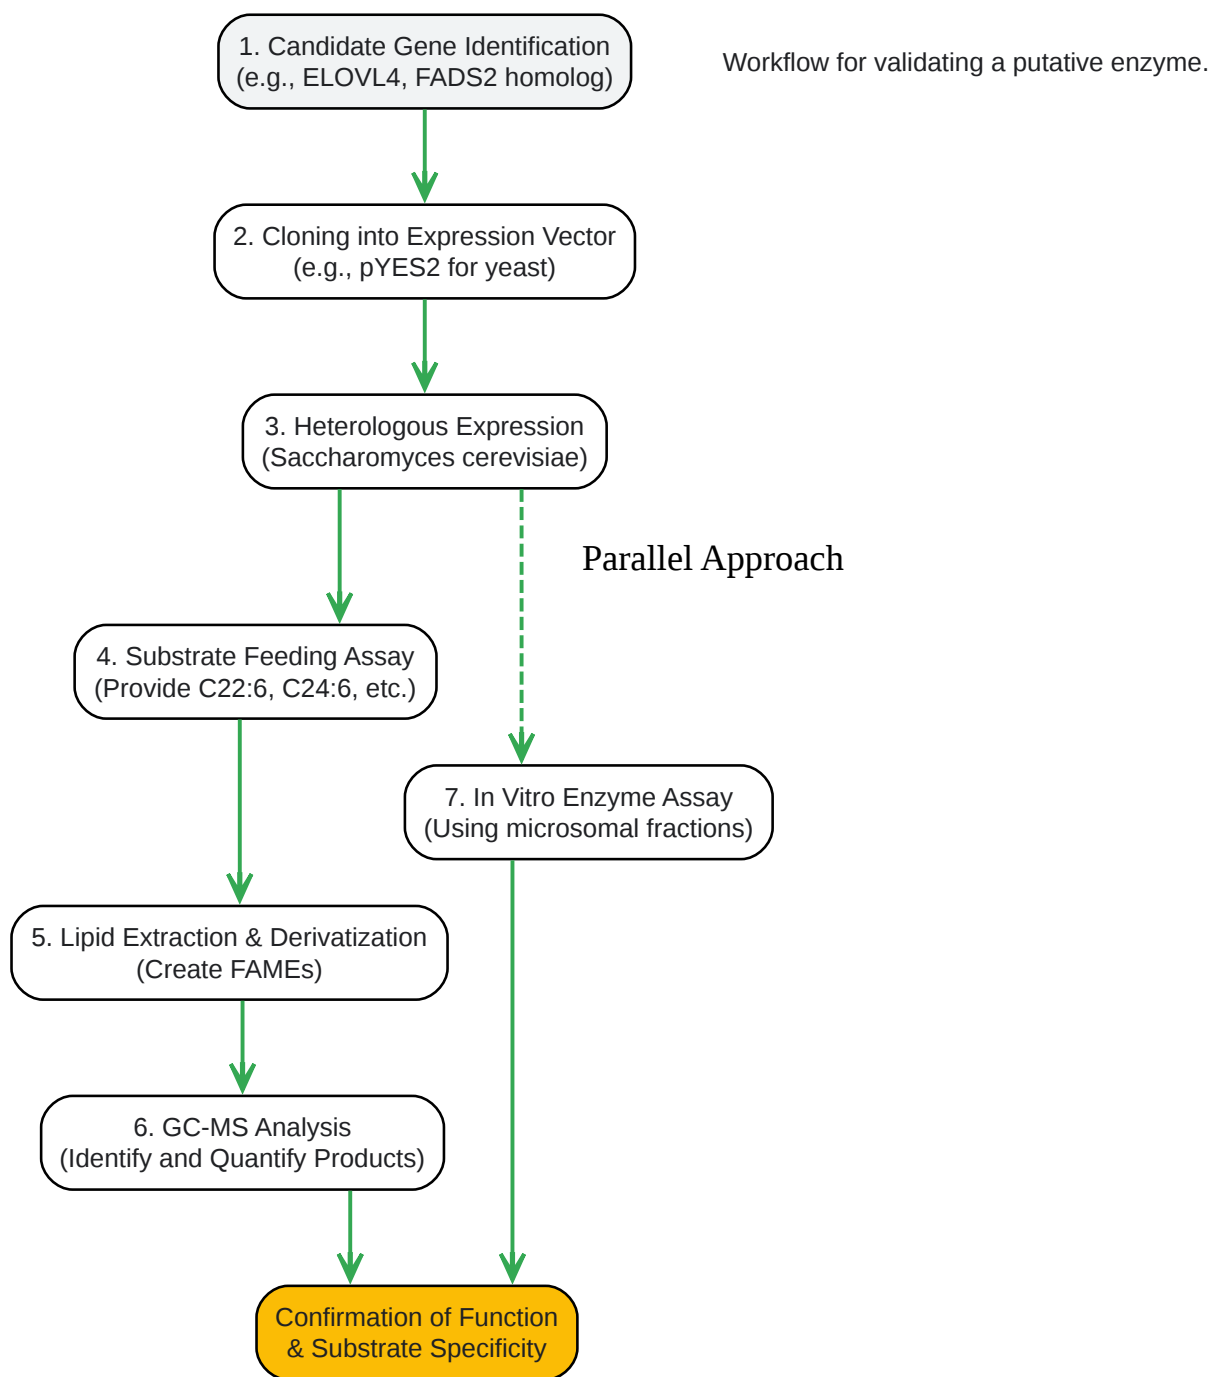 1. Candidate Gene Identification
(e.g., ELOVL4, FADS2 homolog)
Workflow for validating a putative enzyme.
2. Cloning into Expression Vector
(e.g., pYES2 for yeast)
3. Heterologous Expression
(Saccharomyces cerevisiae)
Parallel Approach
4. Substrate Feeding Assay
(Provide C22:6, C24:6, etc.)
7. In Vitro Enzyme Assay
(Using microsomal fractions)
5. Lipid Extraction & Derivatization
(Create FAMEs)
6. GC-MS Analysis
(Identify and Quantify Products)
Confirmation of Function
& Substrate Specificity